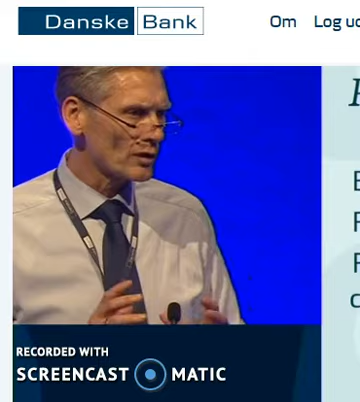 Danske Bank
Om Log ud
RECORDED WITH
SCREENCAST MATIC